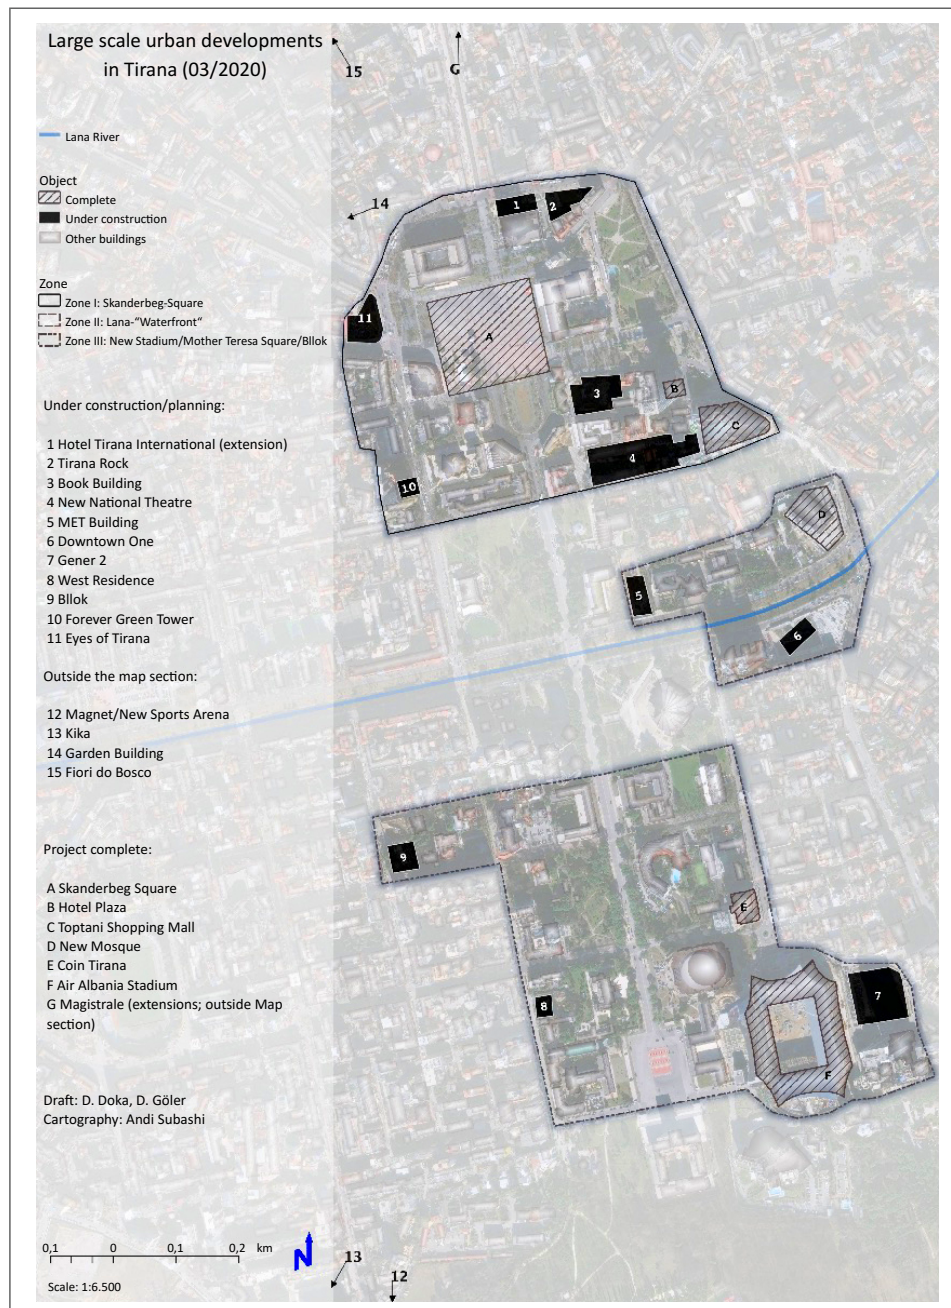 Large scale urban developments
in Tirana (03/2020)
Lana River
Object
Complete
Under construction
Other buildings
Zone
Zone I: Skanderbeg-Square
Zone II: Lana-“Waterfront“
Zone III: New Stadium/Mother Teresa Square/Bllok
Under construction/planning:
1 Hotel Tirana International (extension)
2 Tirana Rock
3 Book Building
4 New National Theatre
5 MET Building
6 Downtown One
7 Gener 2
8 West Residence
9 Bllok
10 Forever Green Tower
11 Eyes of Tirana
Outside the map section:
12 Magnet/New Sports Arena
13 Kika
14 Garden Building
15 Fiori do Bosco
Project complete:
A Skanderbeg Square
B Hotel Plaza
C Toptani Shopping Mall
D New Mosque
E Coin Tirana
F Air Albania Stadium
G Magistrale (extensions; outside Map
section)
Draft: D. Doka, D. Göler
Cartography: Andi Subashi
0,1 0 0,1 0,2 km
Scale: 1:6.500
N
15
G
14
1
2
11
A
3
B
C
4
10
D
5
6
9
E
8
7
F
13
12